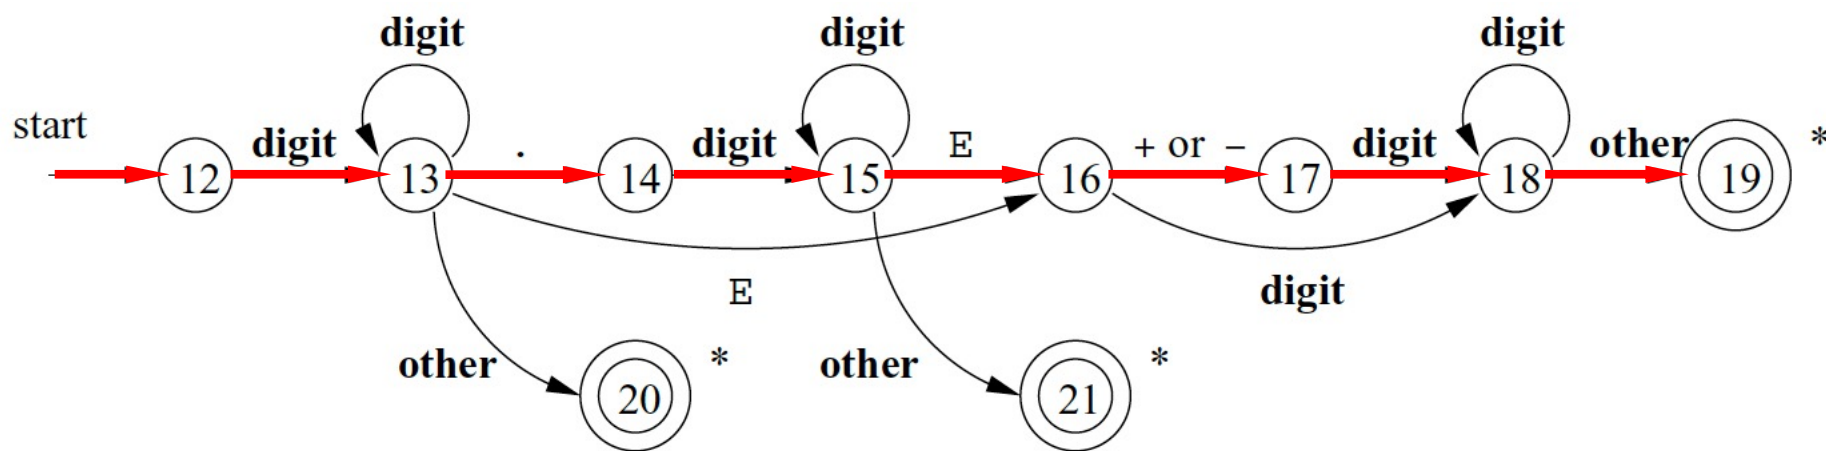 digit digit digit
start digit . digit E + or - digit other *
12 13 14 15 16 17 18 19
E digit
other * other *
20 21